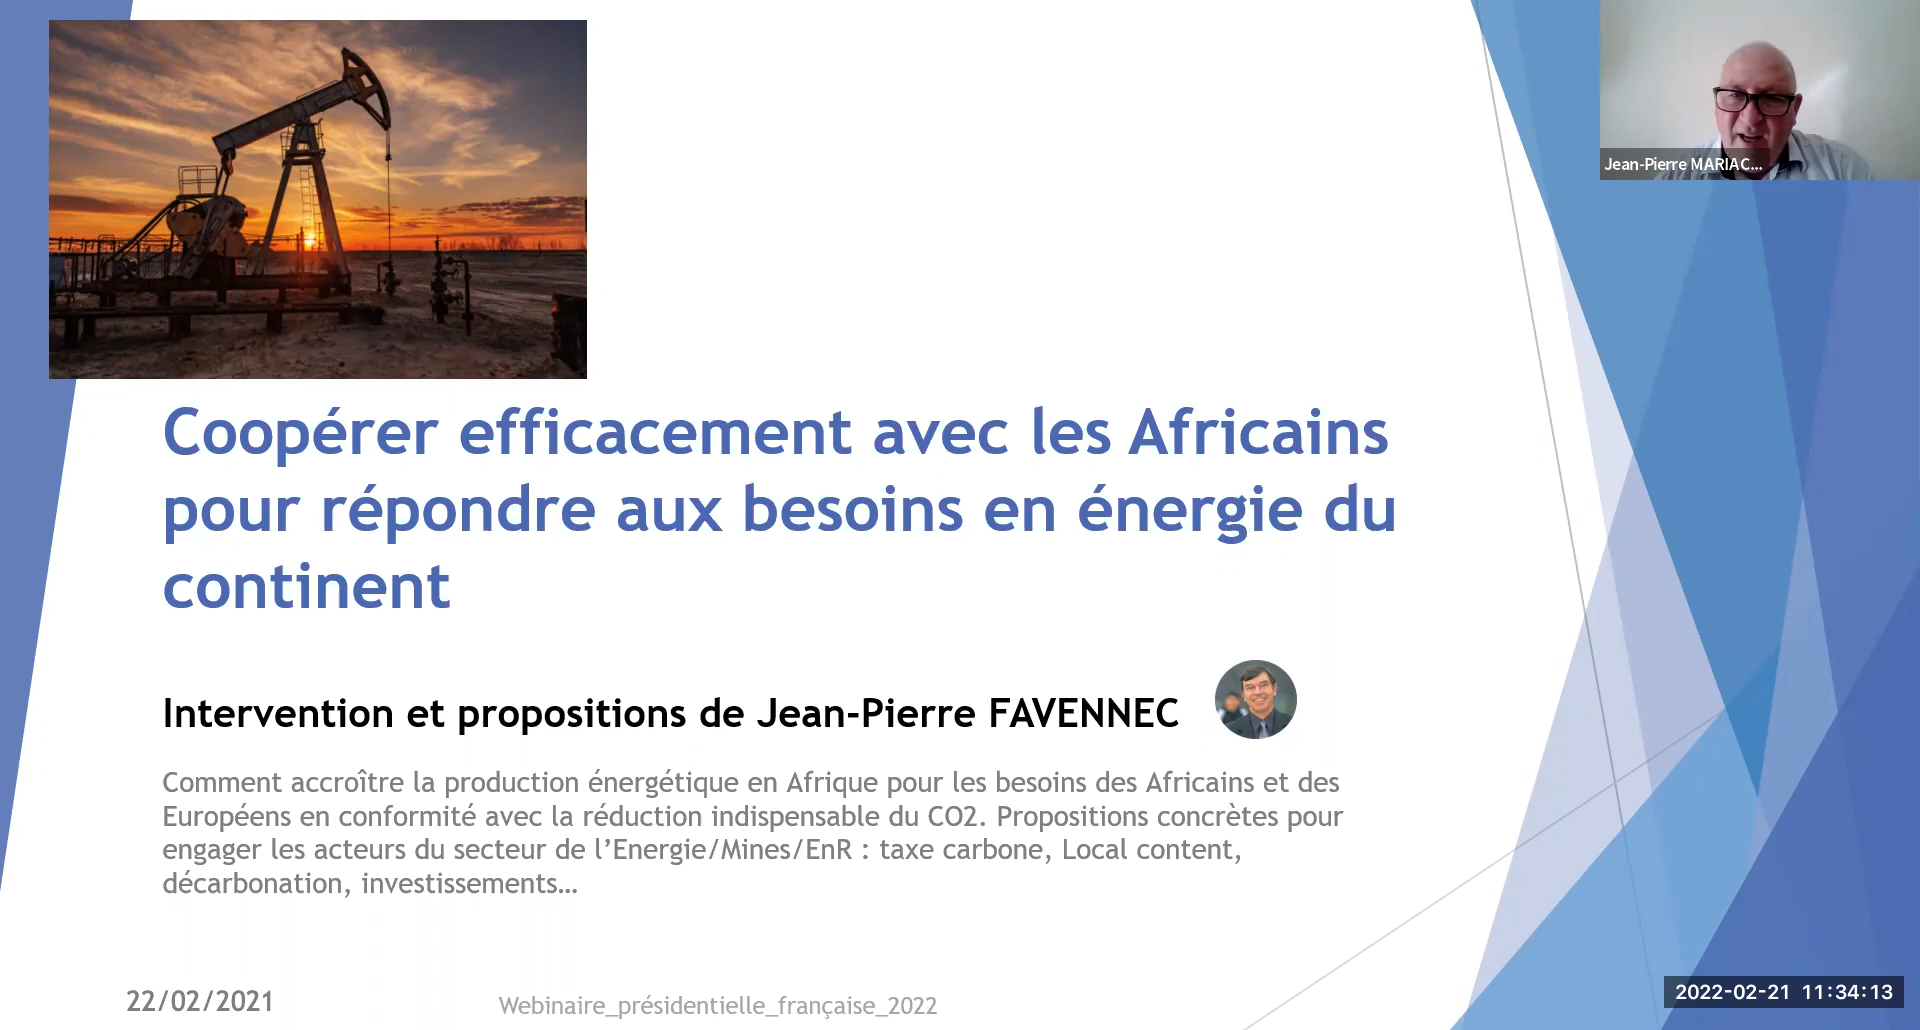 Jean-Pierre MARIAC...
Coopérer efficacement avec les Africains
pour répondre aux besoins en énergie du
continent
Intervention et propositions de Jean-Pierre FAVENNEC
Comment accroître la production énergétique en Afrique pour les besoins des Africains et des
Européens en conformité avec la réduction indispensable du CO2. Propositions concrètes pour
engager les acteurs du secteur de l’Energie/Mines/EnR : taxe carbone, Local content,
décarbonation, investissements…
22/02/2021
Webinaire_présidentielle_française_2022
2022-02-21 11:34:13